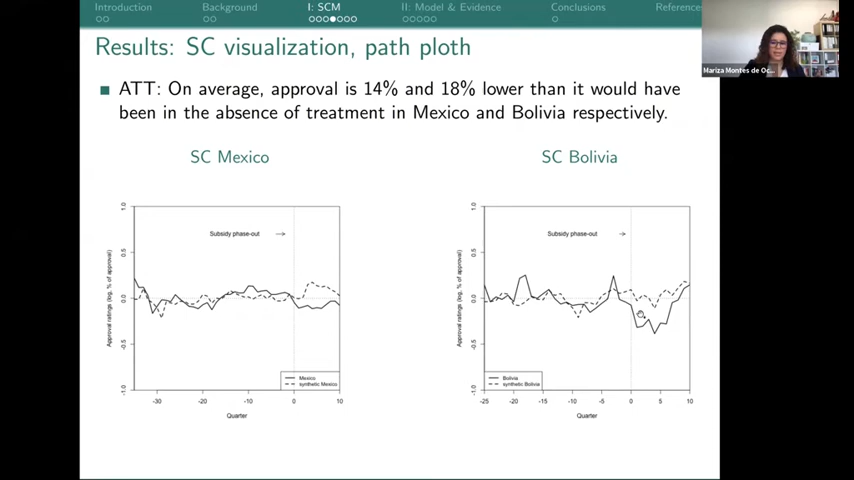 Introduction
Background
I: SCM
II: Model & Evidence
Conclusions
Reference
Results: SC visualization, path ploth
ATT: On average, approval is 14% and 18% lower than it would have
been in the absence of treatment in Mexico and Bolivia respectively.
SC Mexico
SC Bolivia
Approval ratings (log, % of approval)
1.0
0.5
0.0
-0.5
-1.0
Subsidy phase-out
Mexico
synthetic Mexico
-30
-20
-10
0
10
Quarter
Approval ratings (log, % of approval)
1.0
0.5
0.0
-0.5
-1.0
Subsidy phase-out
Bolivia
synthetic Bolivia
-25
-20
-15
-10
-5
0
5
10
Quarter
Mariza Montes de Oc...